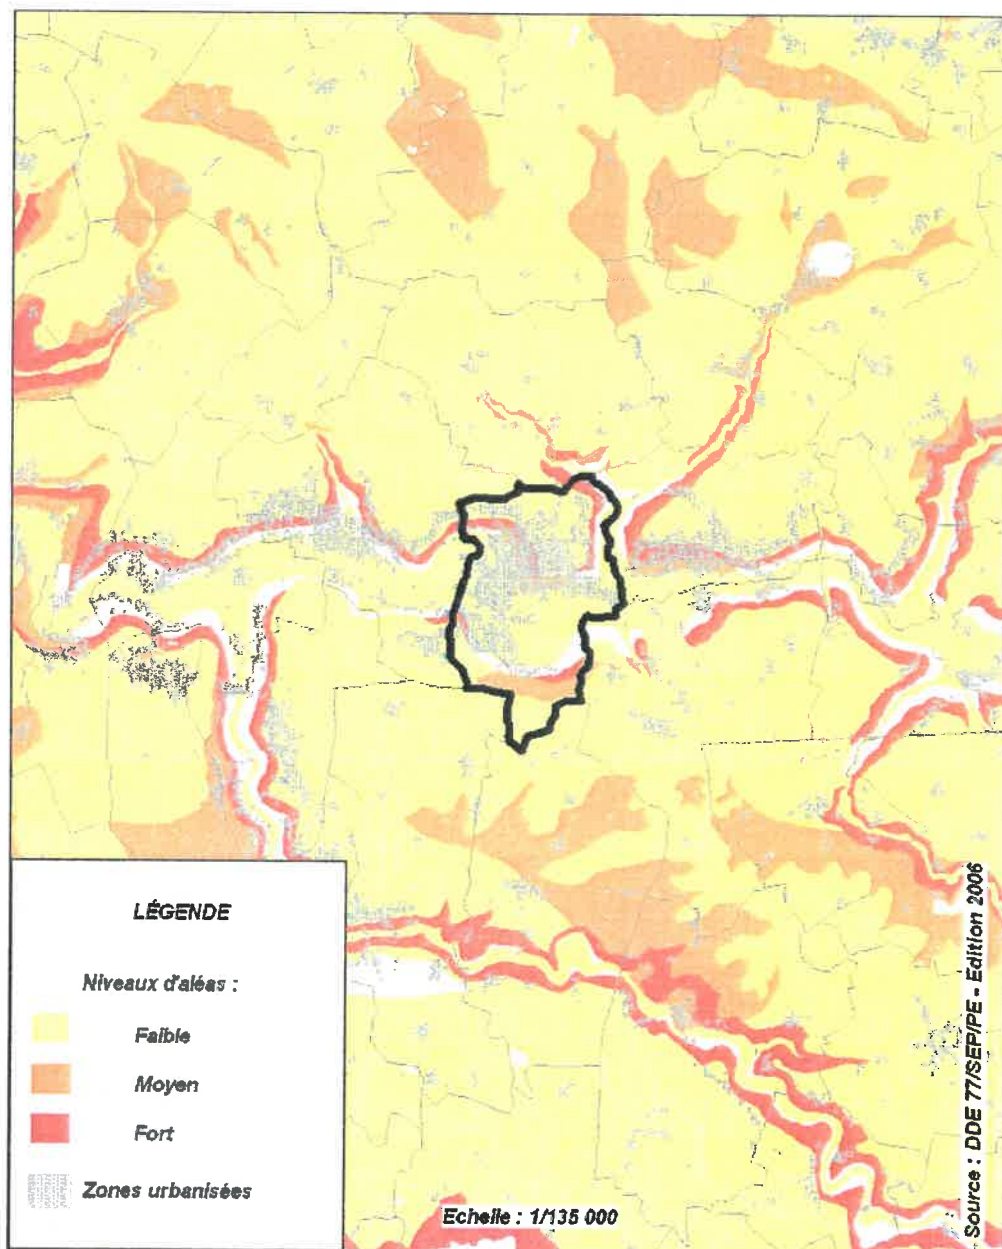 LÉGENDE
Niveaux d'aléas :
Faible
Moyen
Fort
Zones urbanisées
Echelle : 1/135 000
Source : DDE 77/SEP/PE - Edition 2006